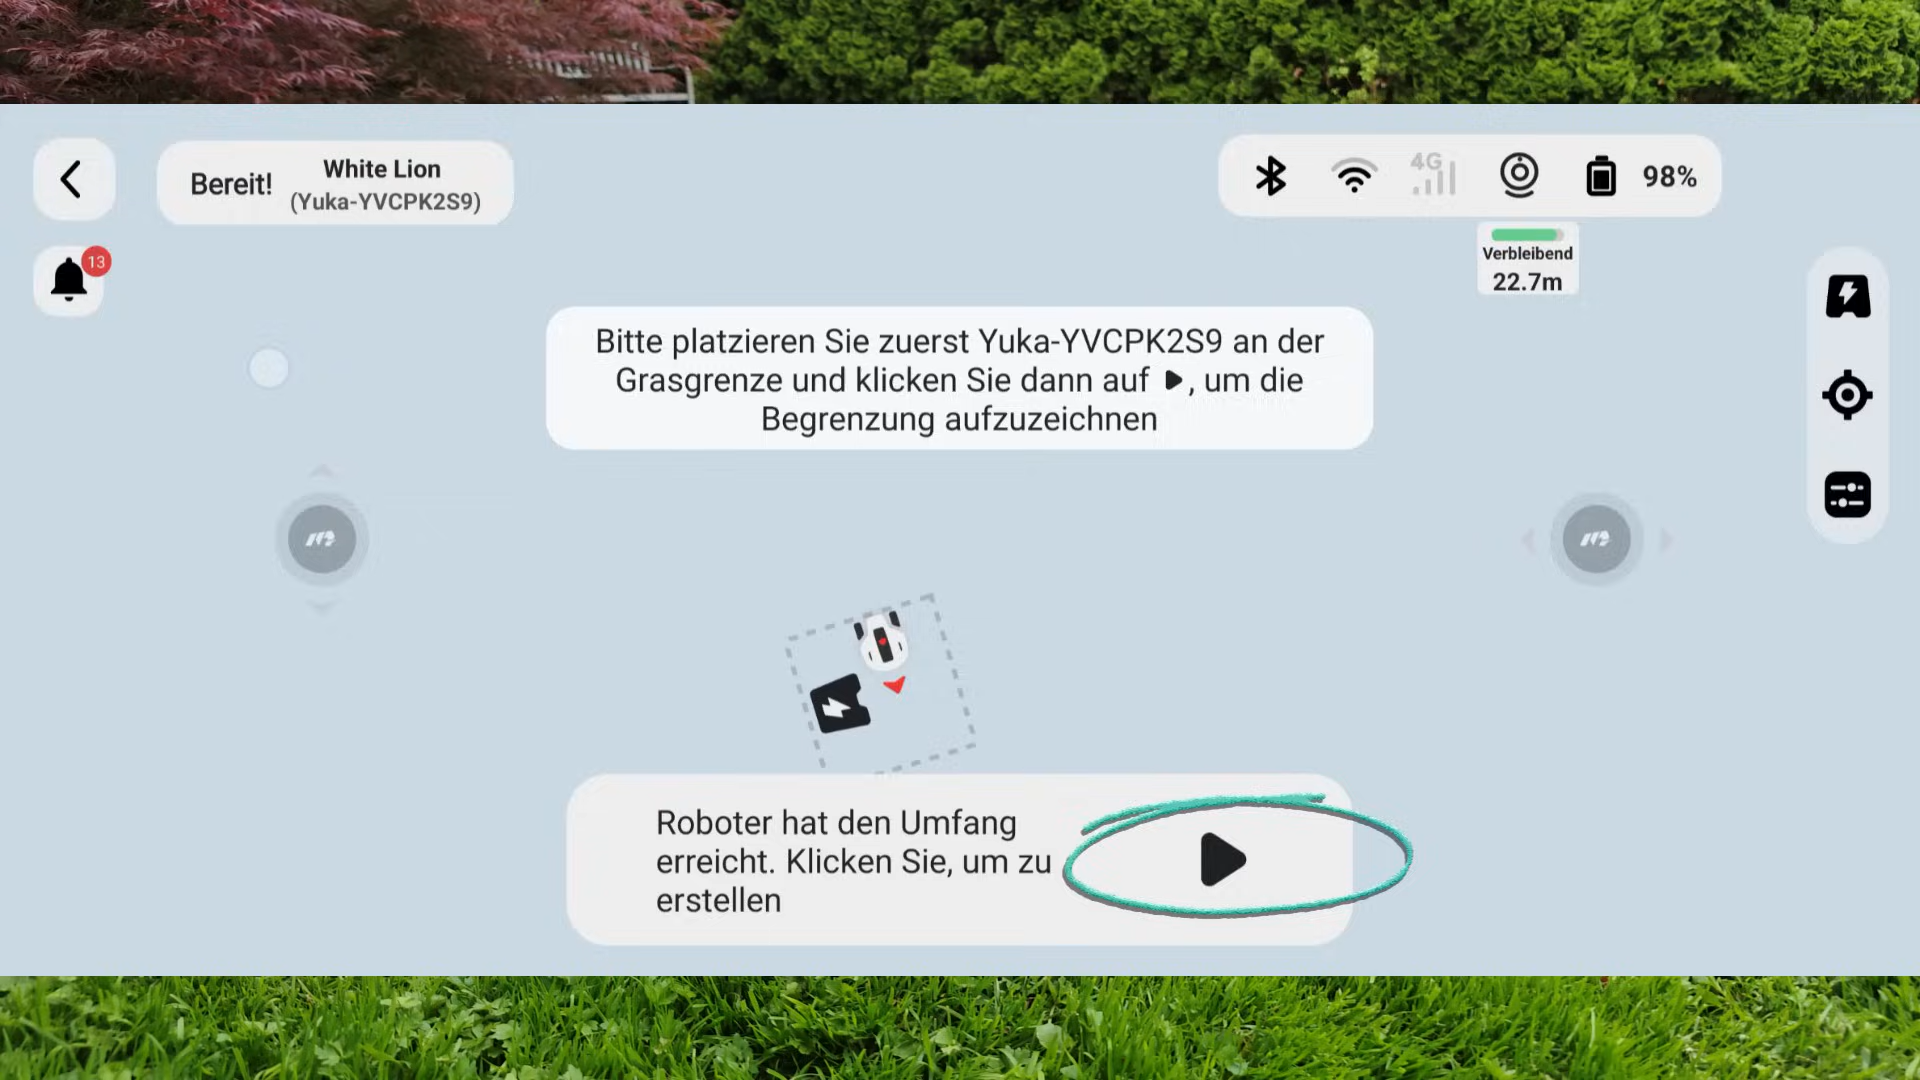 Bereit!
White Lion
(Yuka-YVCPK2S9)
4G
98%
13
Verbleibend
22.7m
Bitte platzieren Sie zuerst Yuka-YVCPK2S9 an der
Grasgrenze und klicken Sie dann auf ▶, um die
Begrenzung aufzuzeichnen
Roboter hat den Umfang
erreicht. Klicken Sie, um zu
erstellen